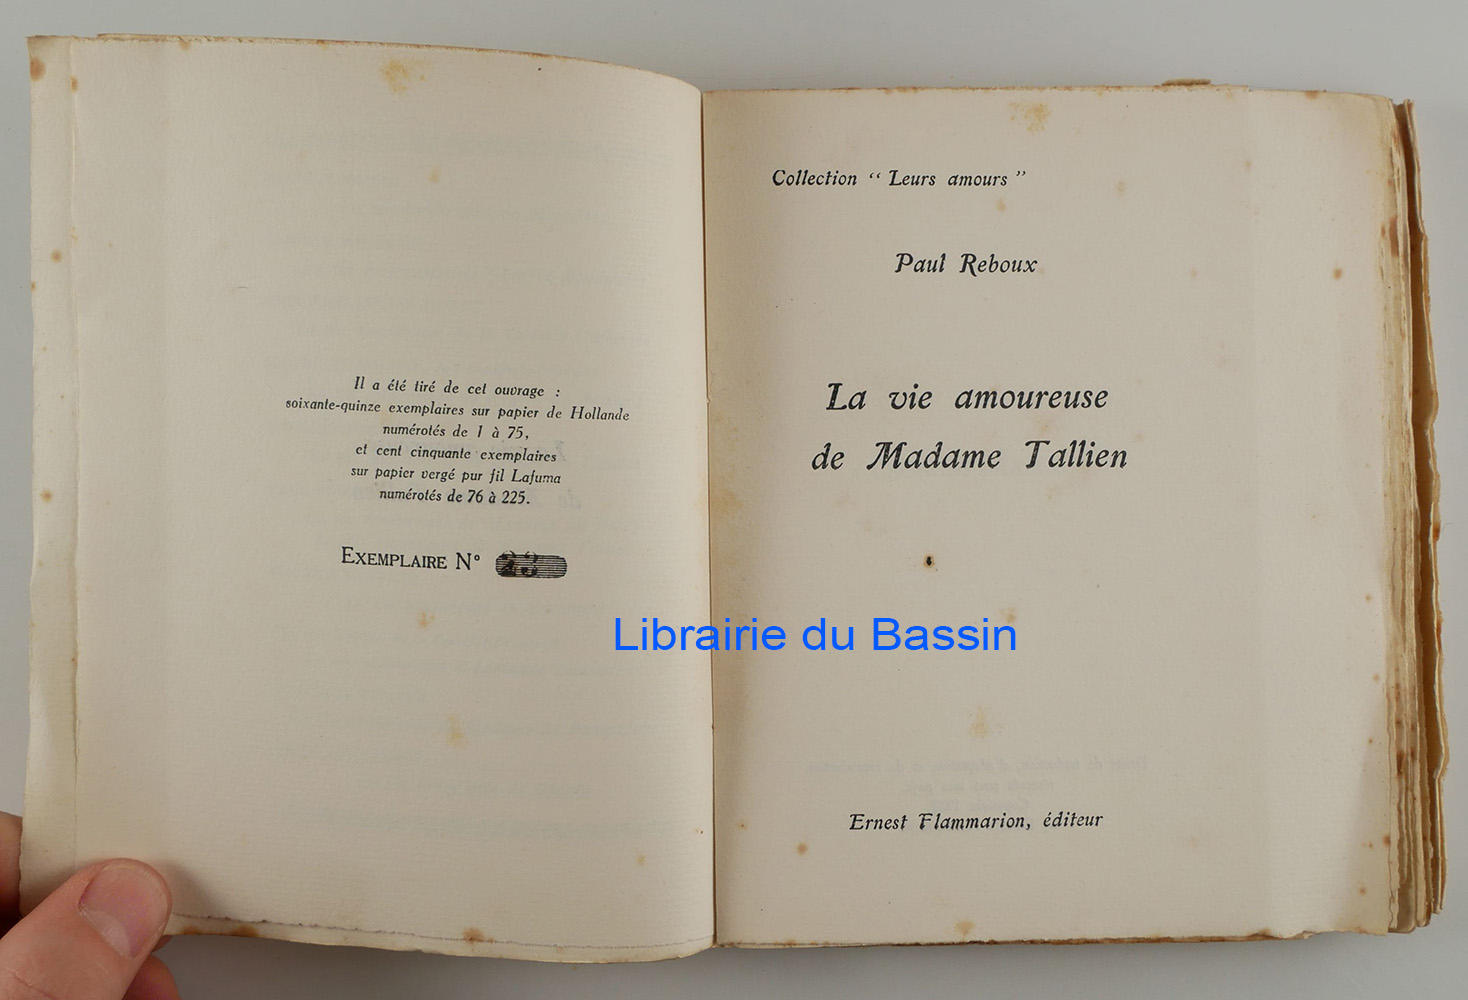 Il a été tiré de cet ouvrage :
soixante-quinze exemplaires sur papier de Hollande
numérotés de 1 à 75,
et cent cinquante exemplaires
sur papier vergé pur fil Lafuma
numérotés de 76 à 225.
EXEMPLAIRE N° 23
Collection “ Leurs amours ”
Paul Reboux
La vie amoureuse
de Madame Tallien
Librairie du Bassin
Ernest Flammarion, éditeur